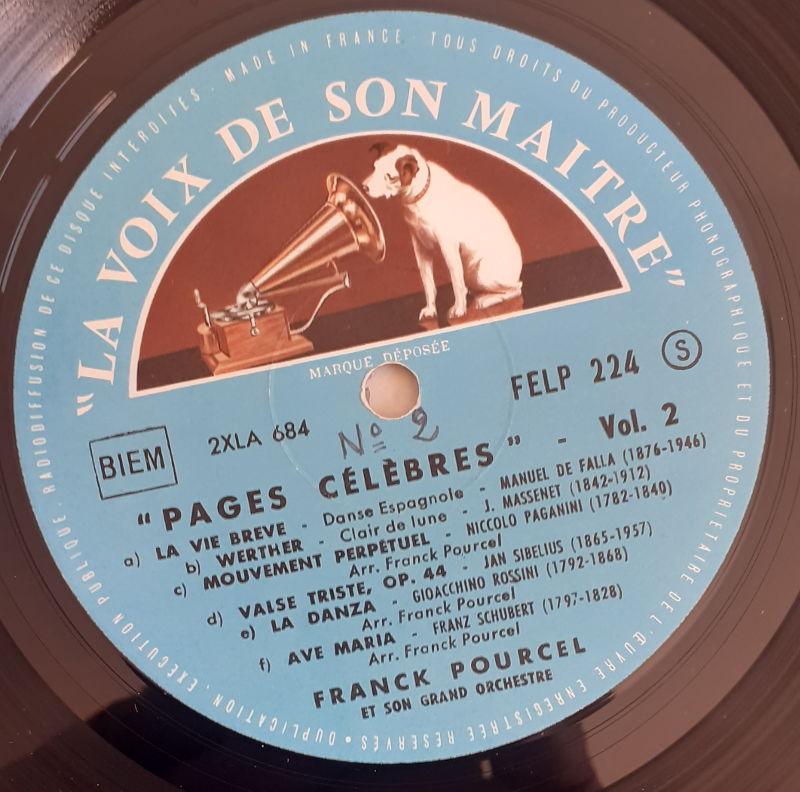 DUPLICATION. EXÉCUTION PUBLIQUE. RADIODIFFUSION DE CE DISQUE INTERDITES. MADE IN FRANCE · TOUS DROITS DU PRODUCTEUR PHONOGRAPHIQUE ET DU PROPRIÉTAIRE DE L'ŒUVRE ENREGISTRÉE RÉSERVÉS •
"LA VOIX DE SON MAITRE"
MARQUE DÉPOSÉE
BIEM 2XLA 684 FELP 224 S
Nº 2
"PAGES CÉLÈBRES" - Vol. 2
a) LA VIE BREVE - Danse Espagnole - MANUEL DE FALLA (1876-1946)
b) WERTHER - Clair de lune - J. MASSENET (1842-1912)
c) MOUVEMENT PERPÉTUEL - NICCOLO PAGANINI (1782-1840)
Arr. Franck Pourcel
d) VALSE TRISTE, OP. 44 - JAN SIBELIUS (1865-1957)
e) LA DANZA - GIOACCHINO ROSSINI (1792-1868)
Arr. Franck Pourcel
f) AVE MARIA - FRANZ SCHUBERT (1797-1828)
Arr. Franck Pourcel
FRANCK POURCEL
ET SON GRAND ORCHESTRE